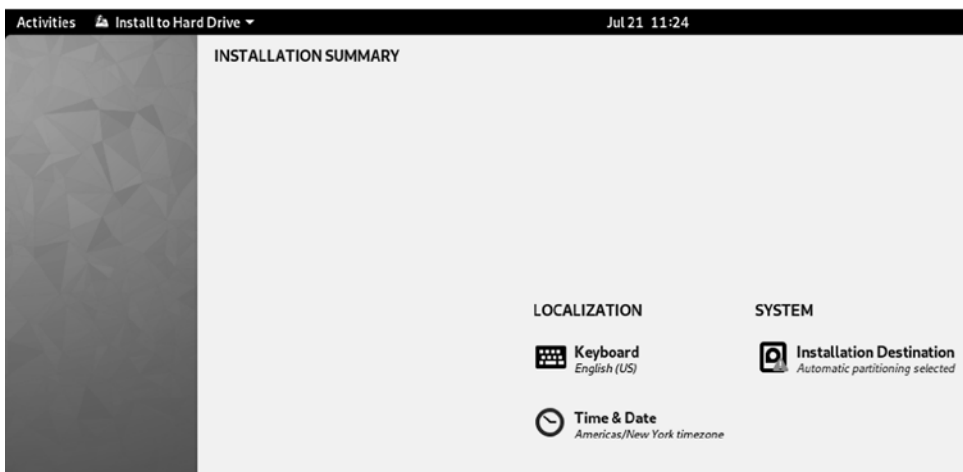 Activities Install to Hard Drive Jul 21 11:24
INSTALLATION SUMMARY
LOCALIZATION SYSTEM
Keyboard Installation Destination
English (US) Automatic partitioning selected
Time & Date
Americas/New York timezone